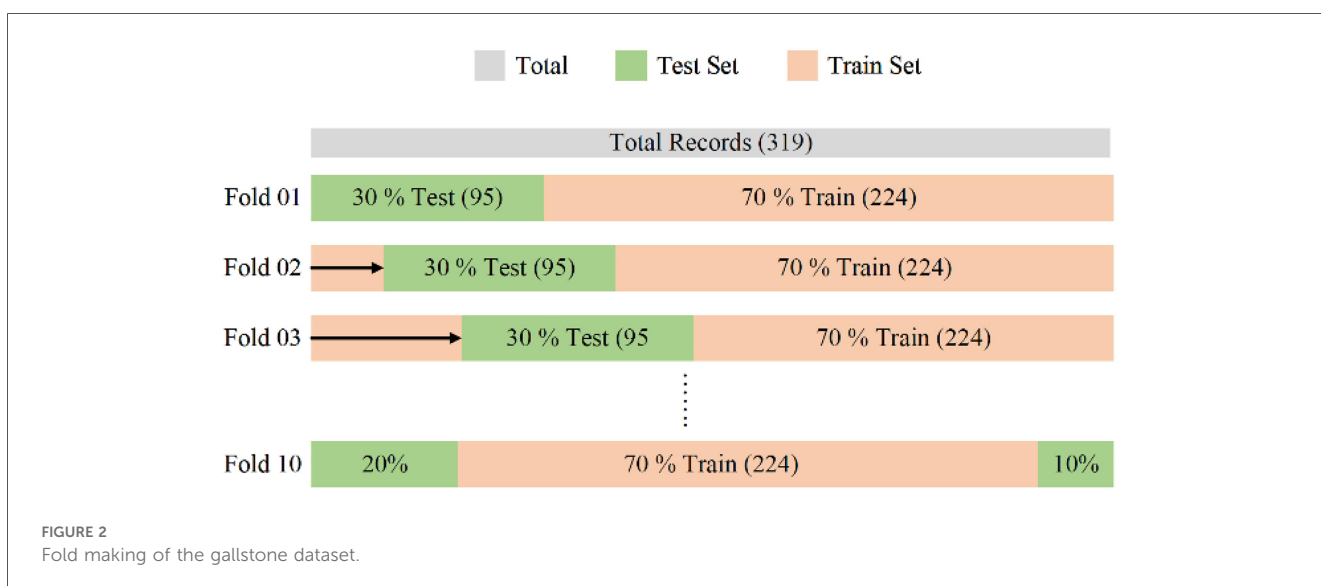 Total Test Set Train Set
Total Records (319)
Fold 01 30 % Test (95) 70 % Train (224)
Fold 02 30 % Test (95) 70 % Train (224)
Fold 03 30 % Test (95 70 % Train (224)
Fold 10 20% 70 % Train (224) 10%
FIGURE 2
Fold making of the gallstone dataset.